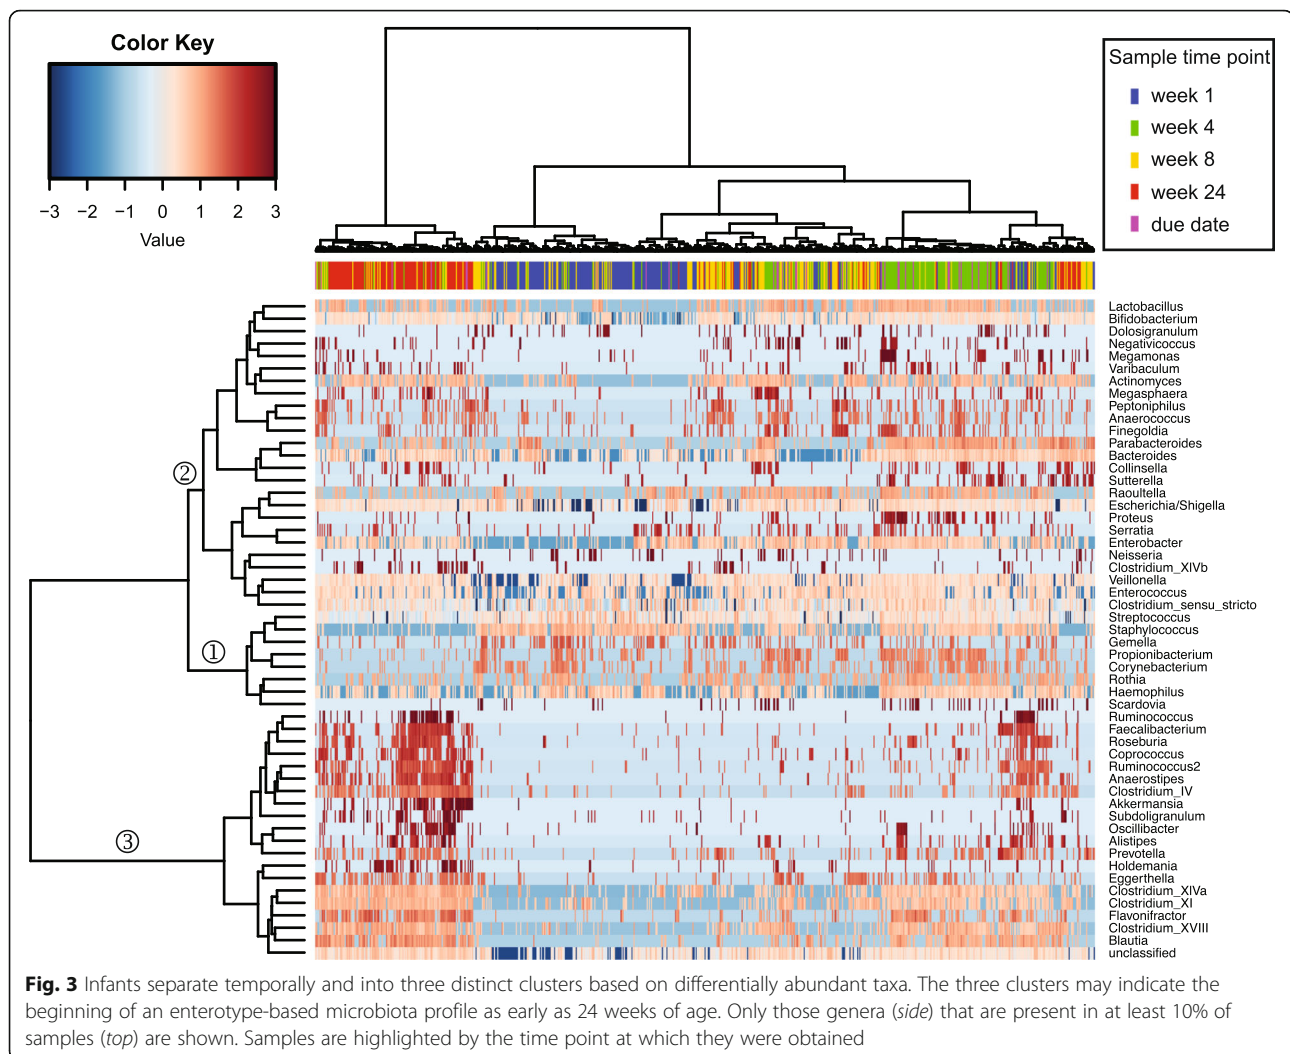 Color Key
−3 −2 −1 0 1 2 3
Value
Sample time point
week 1
week 4
week 8
week 24
due date
Lactobacillus
Bifidobacterium
Dolosigranulum
Negativicoccus
Megamonas
Varibaculum
Actinomyces
Megasphaera
Peptoniphilus
Anaerococcus
Finegoldia
Parabacteroides
Bacteroides
Collinsella
Sutterella
Raoultella
Escherichia/Shigella
Proteus
Serratia
Enterobacter
Neisseria
Clostridium_XIVb
Veillonella
Enterococcus
Clostridium_sensu_stricto
Streptococcus
Staphylococcus
Gemella
Propionibacterium
Corynebacterium
Rothia
Haemophilus
Scardovia
Ruminococcus
Faecalibacterium
Roseburia
Coprococcus
Ruminococcus2
Anaerostipes
Clostridium_IV
Akkermansia
Subdoligranulum
Oscillibacter
Alistipes
Prevotella
Holdemania
Eggerthella
Clostridium_XIVa
Clostridium_XI
Flavonifractor
Clostridium_XVIII
Blautia
unclassified
②
①
③
Fig. 3 Infants separate temporally and into three distinct clusters based on differentially abundant taxa. The three clusters may indicate the
beginning of an enterotype-based microbiota profile as early as 24 weeks of age. Only those genera (side) that are present in at least 10% of
samples (top) are shown. Samples are highlighted by the time point at which they were obtained